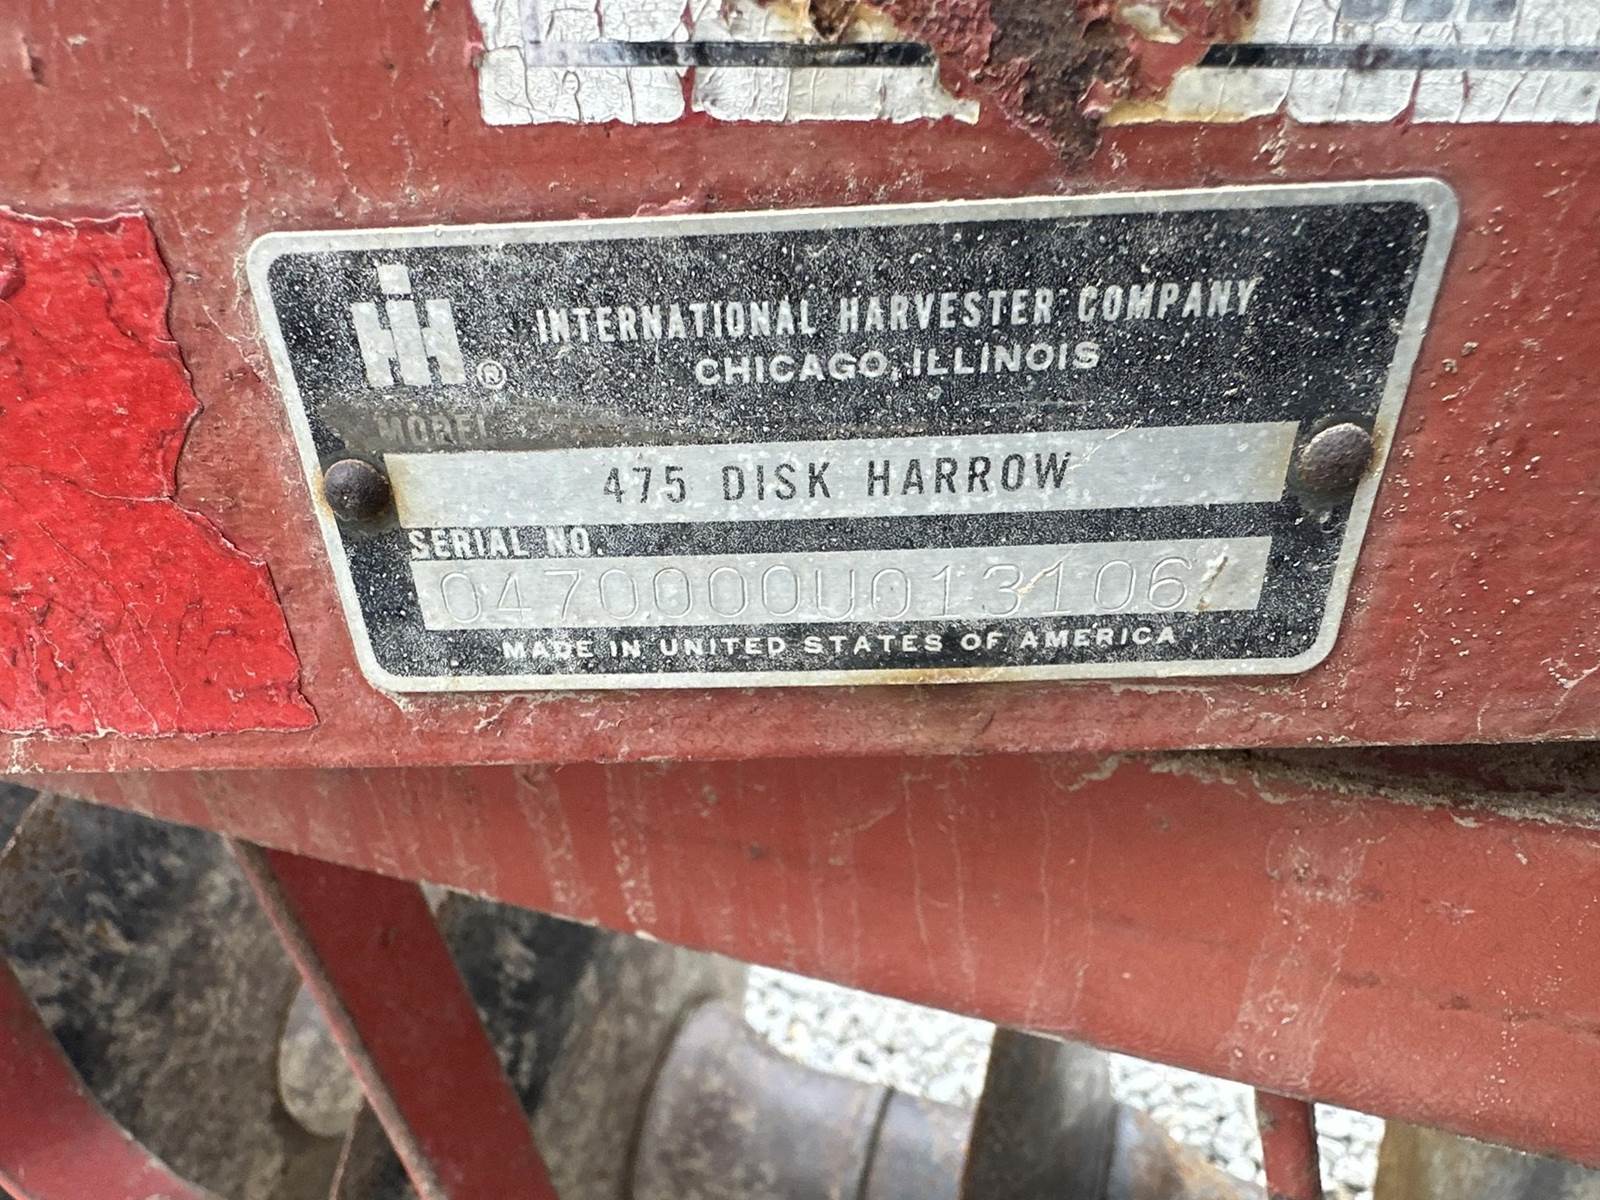 IH®
INTERNATIONAL HARVESTER COMPANY
CHICAGO, ILLINOIS
MODEL
475 DISK HARROW
SERIAL NO.
0470000U013106
MADE IN UNITED STATES OF AMERICA